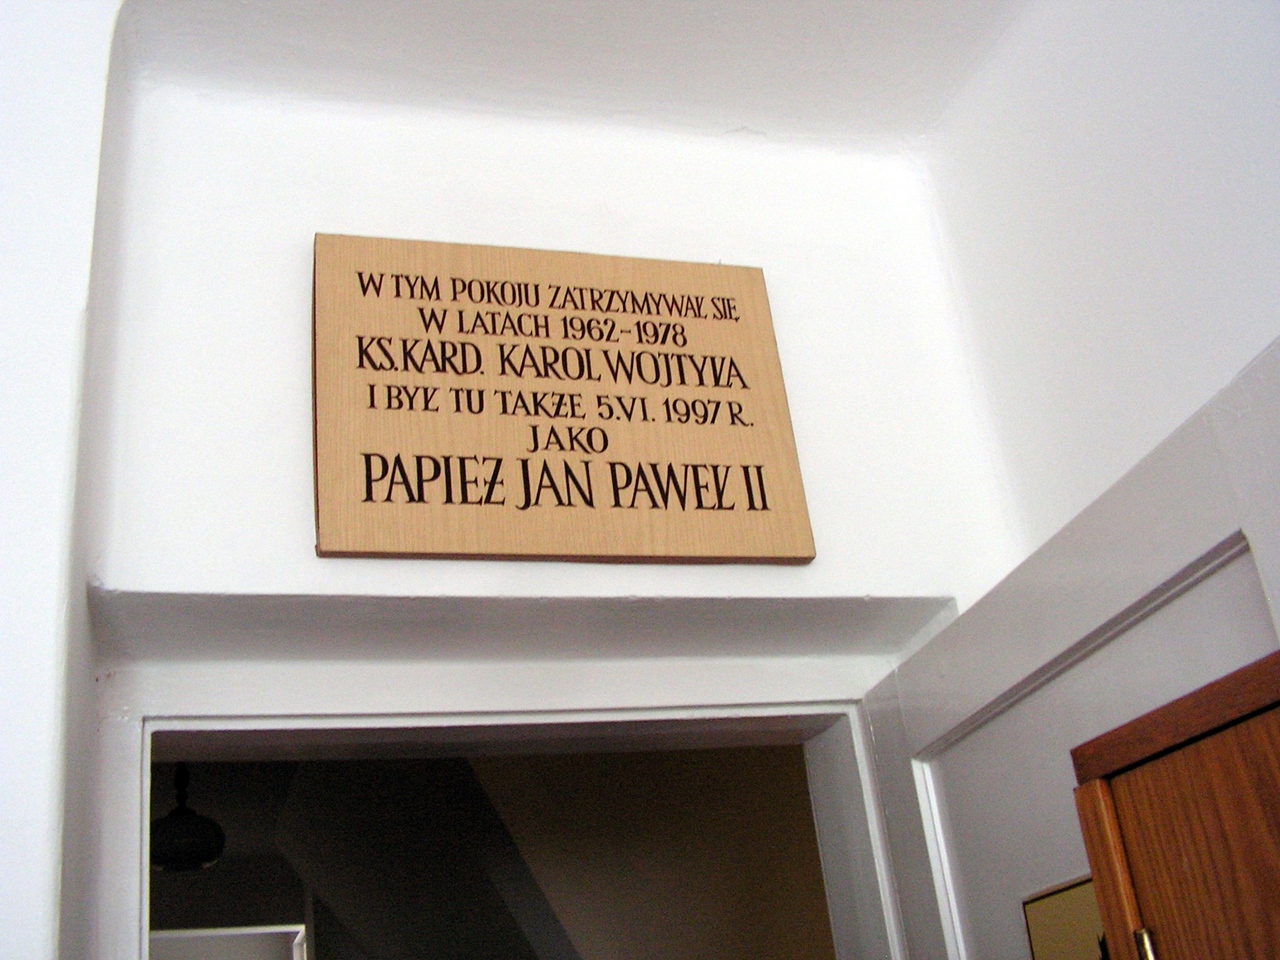 W TYM POKOJU ZATRZYMYWAŁ SIĘ
W LATACH 1962-1978
KS. KARD. KAROL WOJTYŁA
I BYŁ TU TAKŻE 5.VI. 1997 R.
JAKO
PAPIEŻ JAN PAWEŁ II